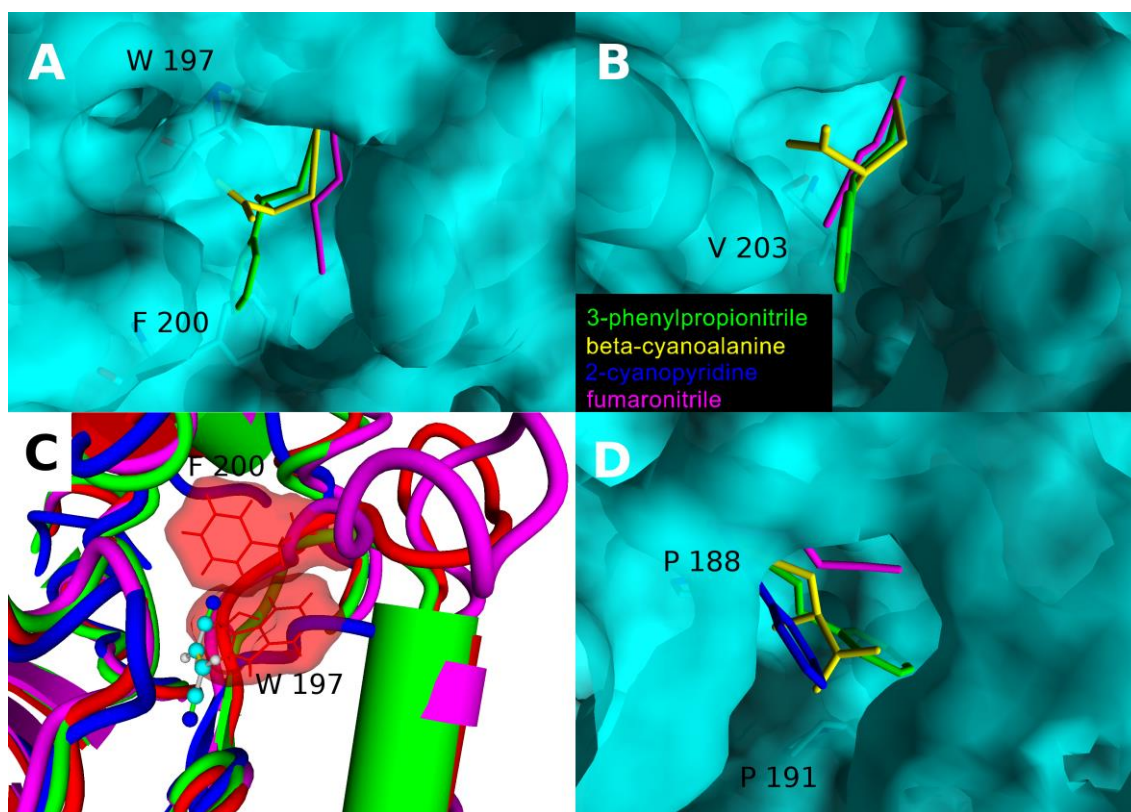 A
W 197
F 200
B
V 203
3-phenylpropionitrile
beta-cyanoalanine
2-cyanopyridine
fumaronitrile
C
F 200
W 197
D
P 188
P 191